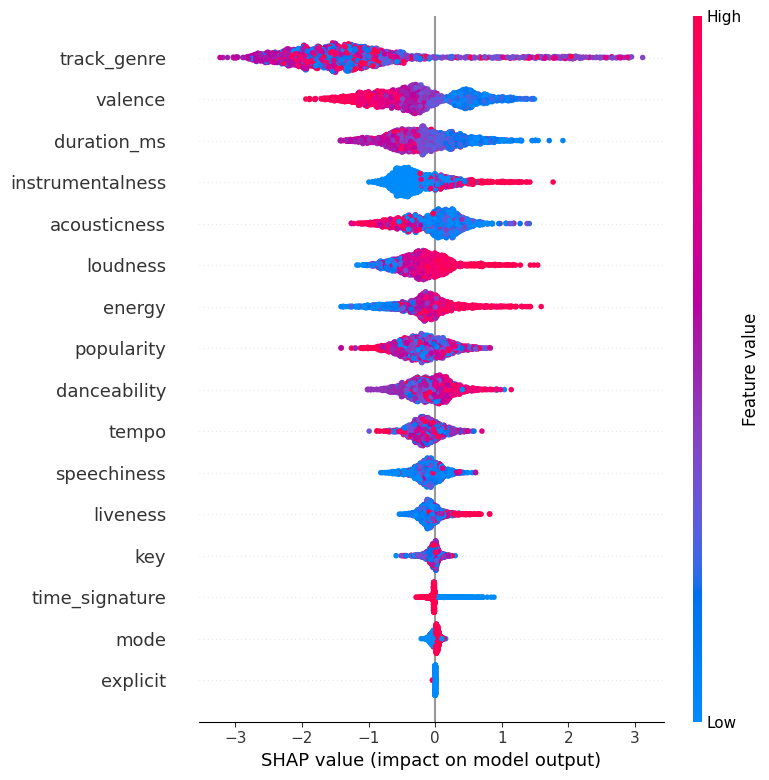 High
track_genre
valence
duration_ms
instrumentalness
acousticness
loudness
energy
popularity
danceability
tempo
speechiness
liveness
key
time_signature
mode
explicit
Feature value
Low
−3 −2 −1 0 1 2 3
SHAP value (impact on model output)